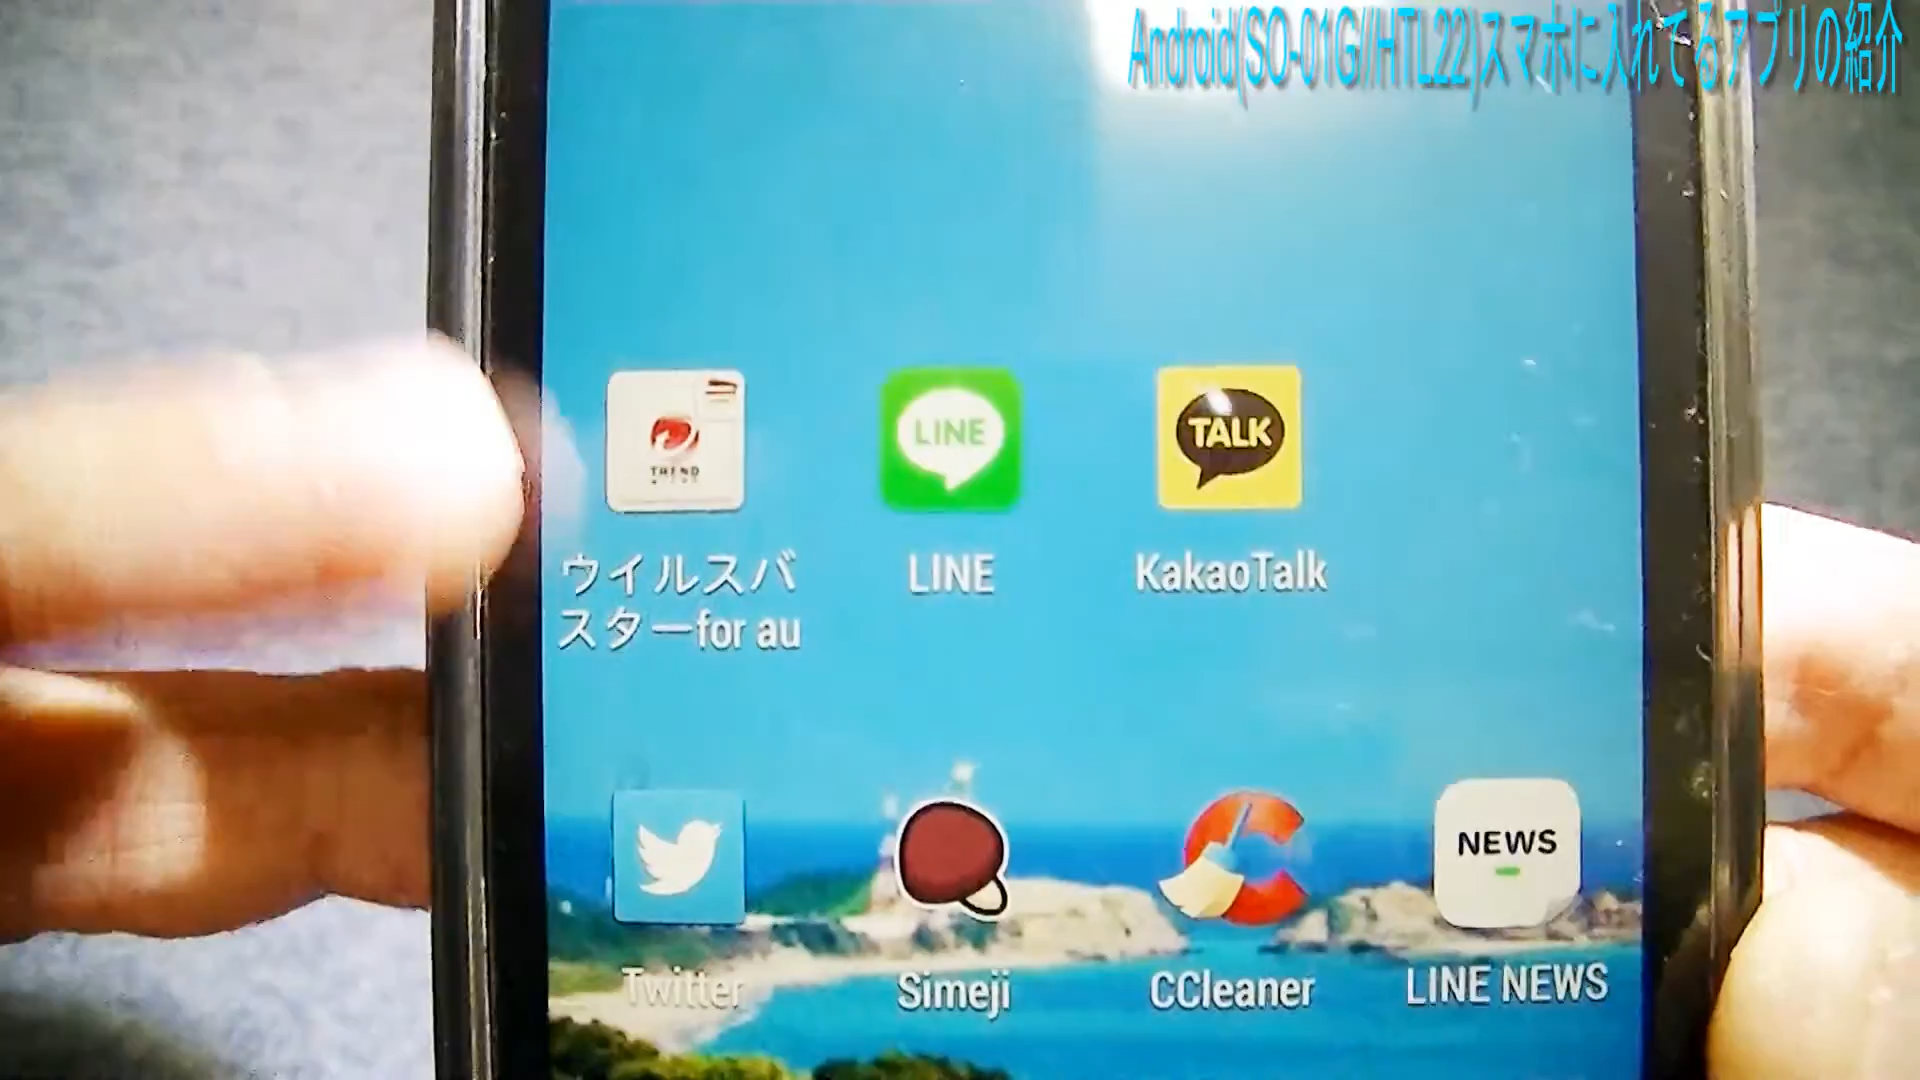 Android(SO-01G//HTL22)スマホに入れてるアプリの紹介
TREND
LINE
TALK
ウイルスバ
スターfor au
LINE
KakaoTalk
NEWS
Twitter
Simeji
CCleaner
LINE NEWS